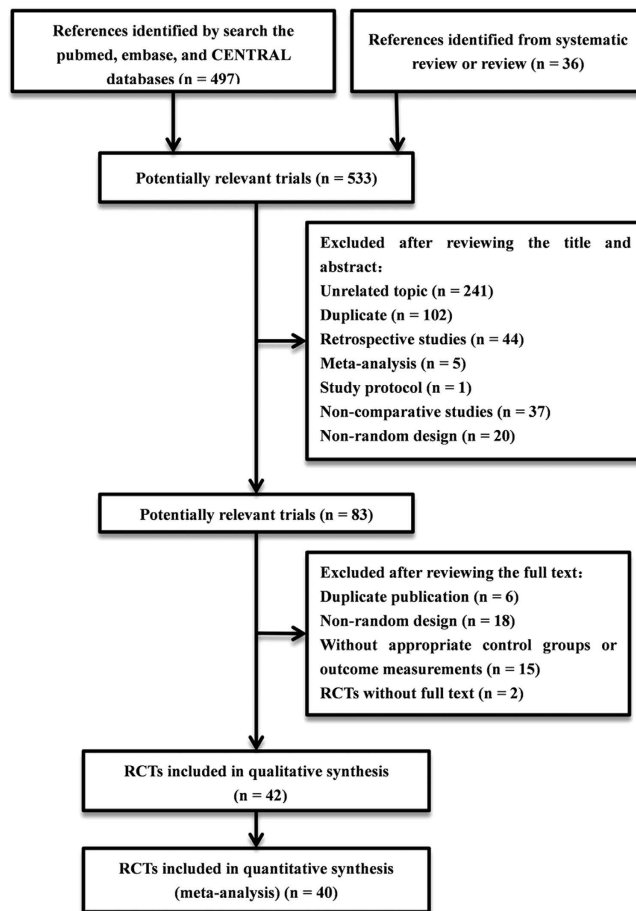 References identified by search the
pubmed, embase, and CENTRAL
databases (n = 497)
References identified from systematic
review or review (n = 36)
Potentially relevant trials (n = 533)
Excluded after reviewing the title and
abstract：
Unrelated topic (n = 241)
Duplicate (n = 102)
Retrospective studies (n = 44)
Meta-analysis (n = 5)
Study protocol (n = 1)
Non-comparative studies (n = 37)
Non-random design (n = 20)
Potentially relevant trials (n = 83)
Excluded after reviewing the full text：
Duplicate publication (n = 6)
Non-random design (n = 18)
Without appropriate control groups or
outcome measurements (n = 15)
RCTs without full text (n = 2)
RCTs included in qualitative synthesis
(n = 42)
RCTs included in quantitative synthesis
(meta-analysis) (n = 40)